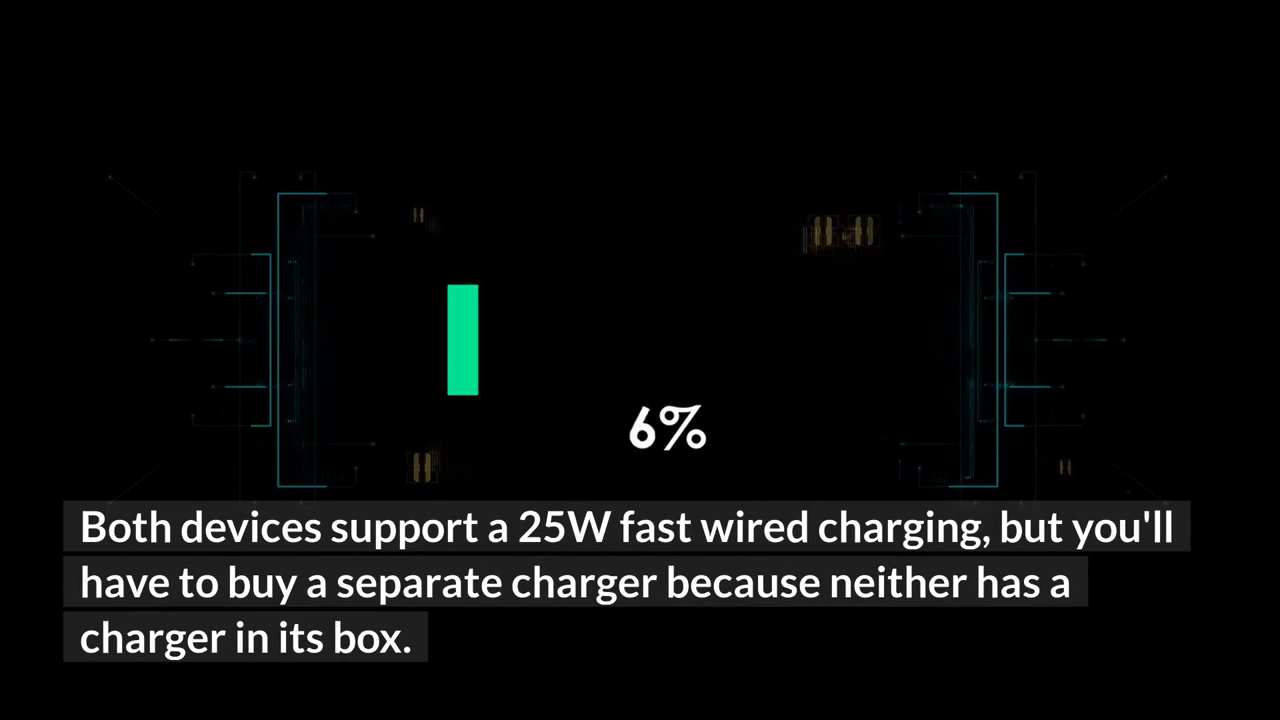 6%
Both devices support a 25W fast wired charging, but you'll
have to buy a separate charger because neither has a
charger in its box.